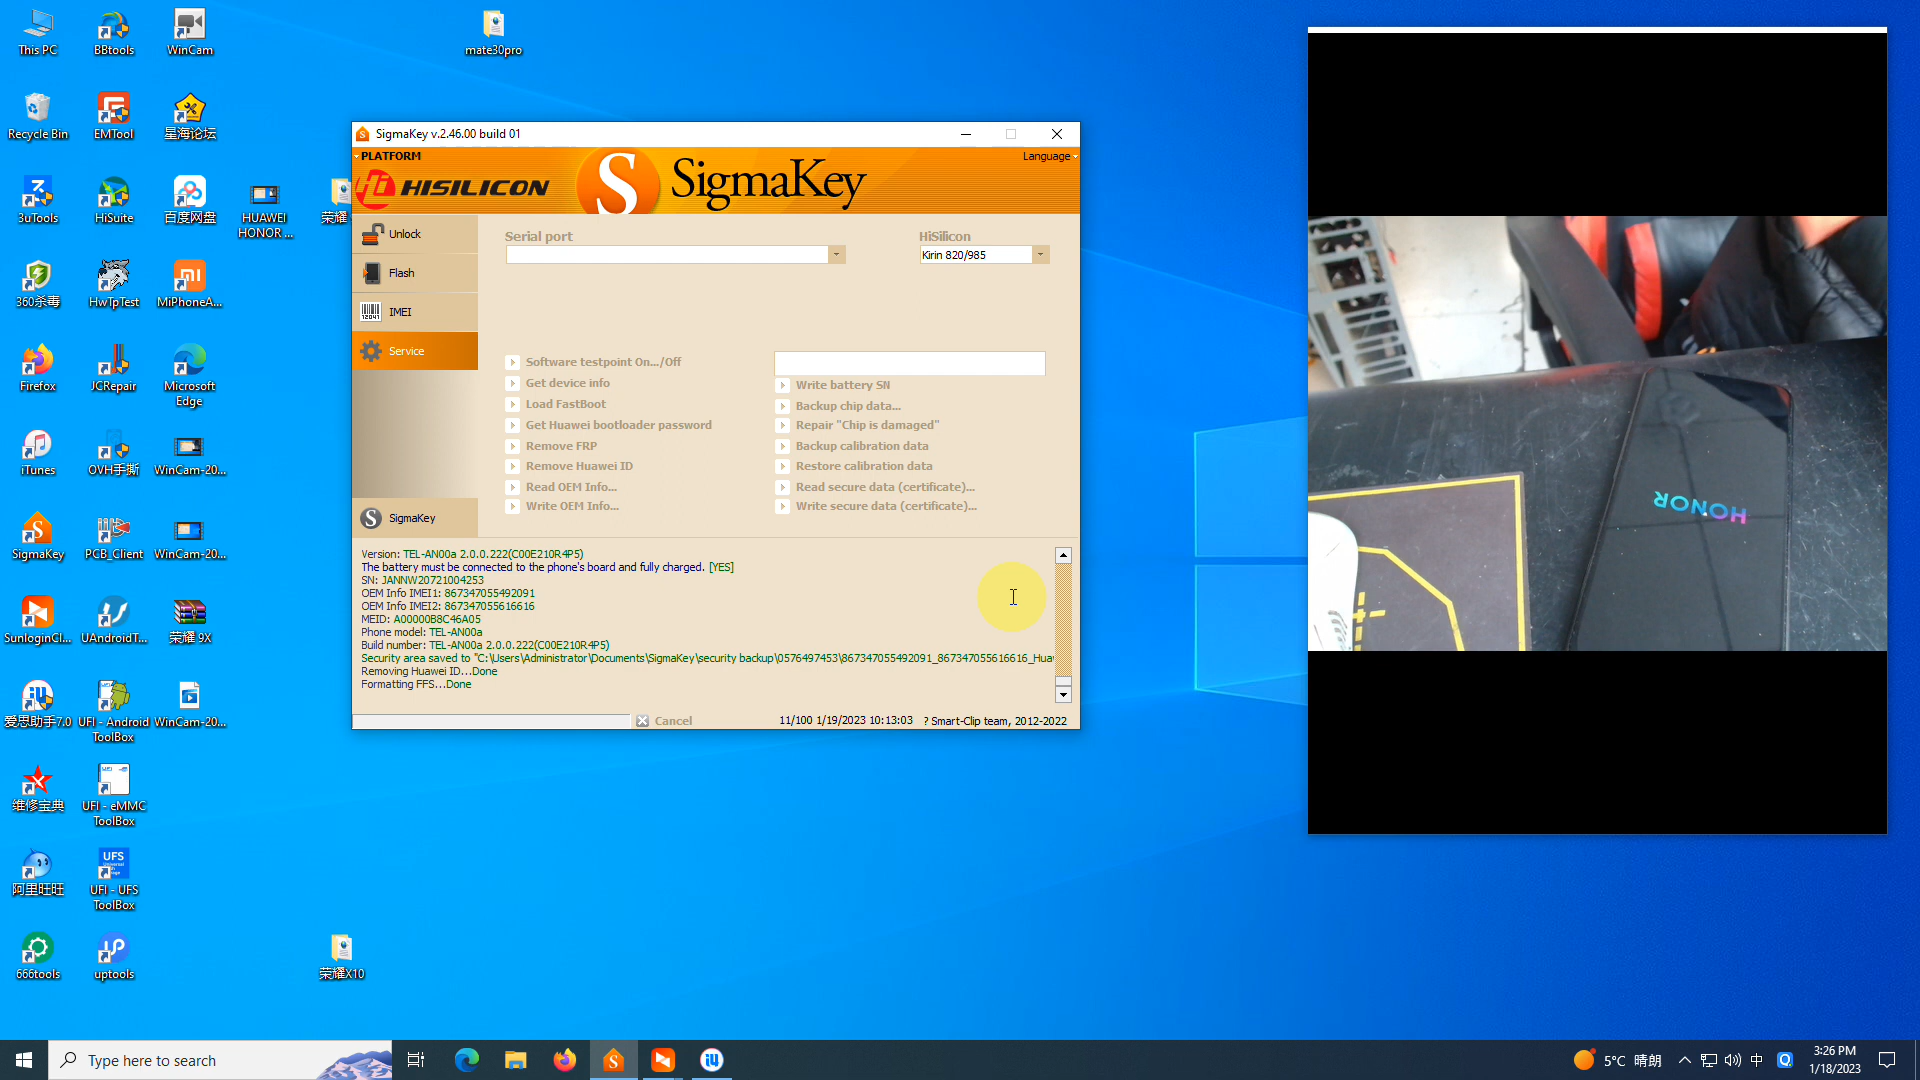 This PC
BBtools
WinCam
mate30pro
Recycle Bin
EMTool
星海论坛
3uTools
HiSuite
百度网盘
HUAWEI
HONOR ...
荣耀
360杀毒
HwTpTest
MiPhoneA...
Firefox
JCRepair
Microsoft
Edge
iTunes
OVH手撕
WinCam-20...
SigmaKey
PCB_Client
WinCam-20...
SunloginCl...
UAndroidT...
荣耀 9X
爱思助手7.0
UFI - Android
ToolBox
WinCam-20...
维修宝典
UFI - eMMC
ToolBox
阿里旺旺
UFS
UFI - UFS
ToolBox
666tools
uptools
荣耀X10
SigmaKey v.2.46.00 build 01
PLATFORM
Language
HISILICON
SigmaKey
Unlock
Flash
IMEI
Service
SigmaKey
Serial port
HiSilicon
Kirin 820/985
Software testpoint On.../Off
Get device info
Load FastBoot
Get Huawei bootloader password
Remove FRP
Remove Huawei ID
Read OEM Info...
Write OEM Info...
Write battery SN
Backup chip data...
Repair "Chip is damaged"
Backup calibration data
Restore calibration data
Read secure data (certificate)...
Write secure data (certificate)...
Version: TEL-AN00a 2.0.0.222(C00E210R4P5)
The battery must be connected to the phone's board and fully charged. [YES]
SN: JANNW20721004253
OEM Info IMEI1: 867347055492091
OEM Info IMEI2: 867347055616616
MEID: A00000B8C46A05
Phone model: TEL-AN00a
Build number: TEL-AN00a 2.0.0.222(C00E210R4P5)
Security area saved to "C:\Users\Administrator\Documents\SigmaKey\security backup\0576497453\867347055492091_867347055616616_Huaw
Removing Huawei ID...Done
Formatting FFS...Done
Cancel
11/100 1/19/2023 10:13:03
? Smart-Clip team, 2012-2022
HONOR
Type here to search
5°C 晴朗
中
3:26 PM
1/18/2023